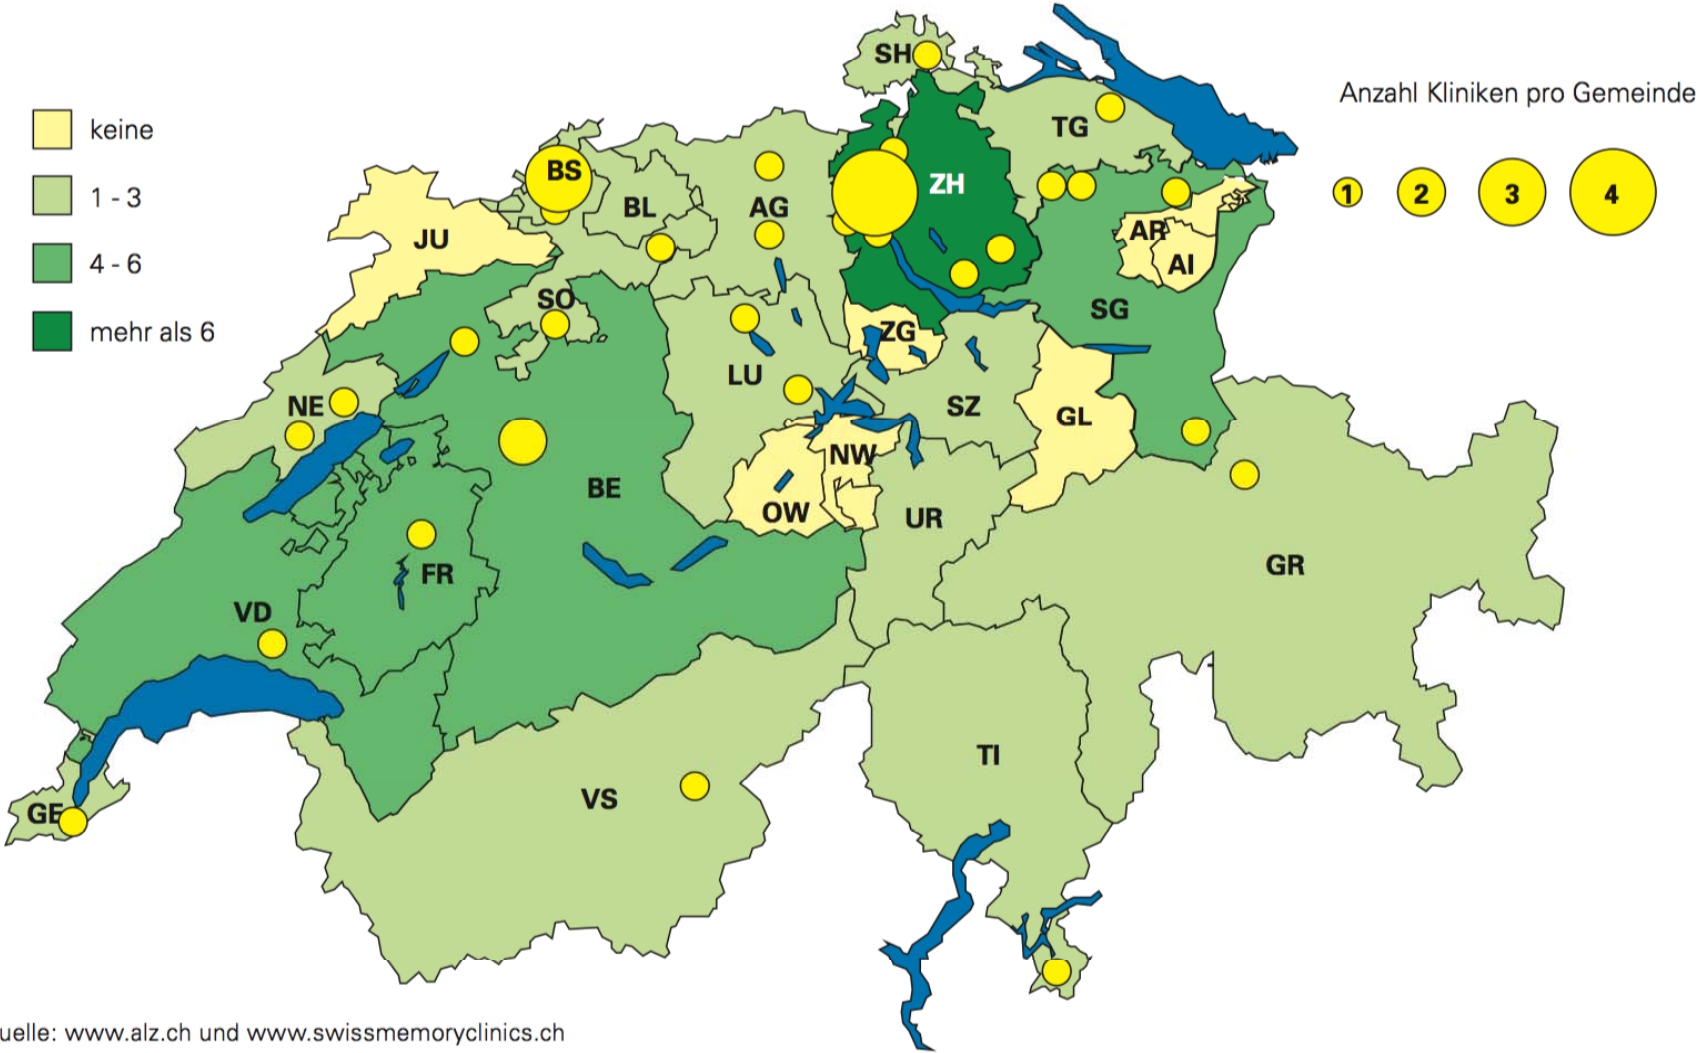 keine
1 - 3
4 - 6
mehr als 6
Anzahl Kliniken pro Gemeinde
1 2 3 4
SH
TG
BS
ZH
BL
AG
JU
AR
AI
SO
SG
ZG
LU
NE
SZ
GL
NW
BE
OW
UR
FR
GR
VD
TI
VS
GE
uelle: www.alz.ch und www.swissmemoryclinics.ch